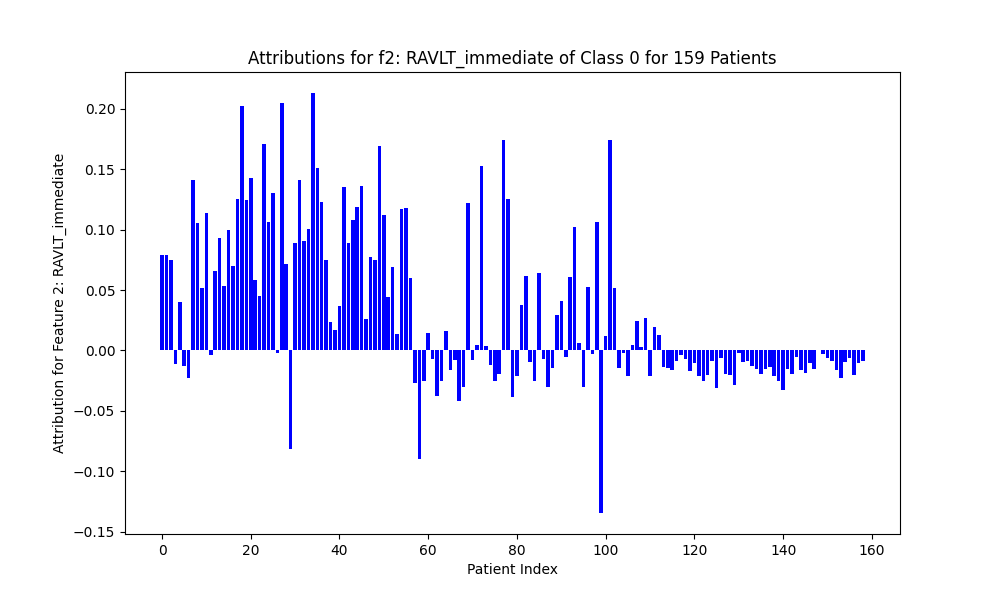 Attributions for f2: RAVLT_immediate of Class 0 for 159 Patients
Attribution for Feature 2: RAVLT_immediate
0.20
0.15
0.10
0.05
0.00
−0.05
−0.10
−0.15
0 20 40 60 80 100 120 140 160
Patient Index